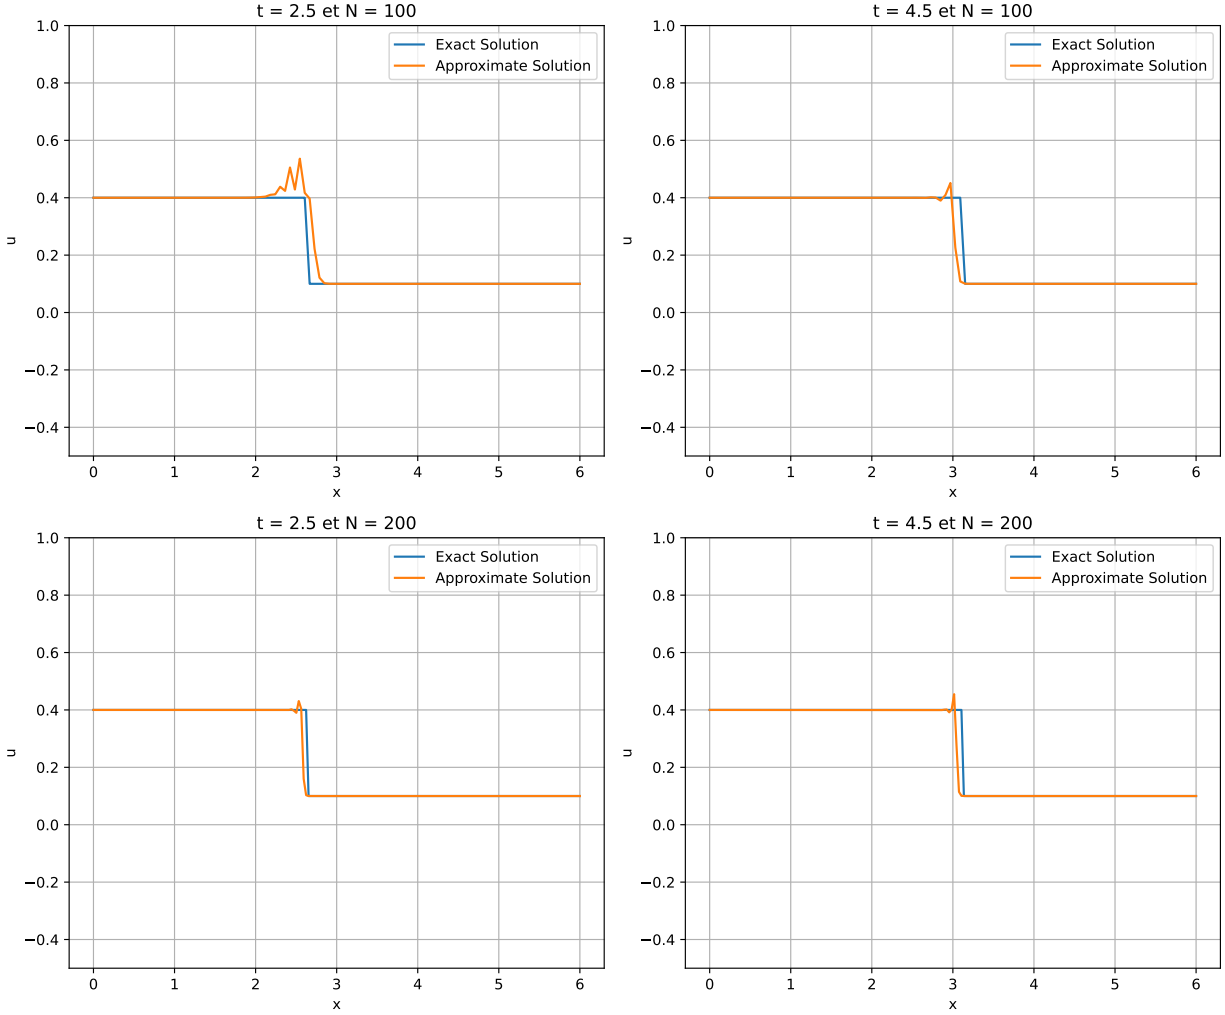 t = 2.5 et N = 100
1.0
0.8
0.6
0.4
0.2
0.0
−0.2
−0.4
u
Exact Solution
Approximate Solution
0 1 2 3 4 5 6
x
t = 4.5 et N = 100
1.0
0.8
0.6
0.4
0.2
0.0
−0.2
−0.4
u
Exact Solution
Approximate Solution
0 1 2 3 4 5 6
x
t = 2.5 et N = 200
1.0
0.8
0.6
0.4
0.2
0.0
−0.2
−0.4
u
Exact Solution
Approximate Solution
0 1 2 3 4 5 6
x
t = 4.5 et N = 200
1.0
0.8
0.6
0.4
0.2
0.0
−0.2
−0.4
u
Exact Solution
Approximate Solution
0 1 2 3 4 5 6
x